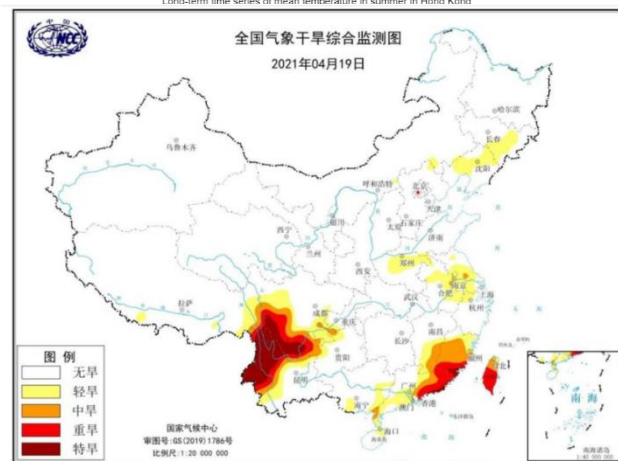 Long-term time series of mean temperature in summer in Hong Kong
中国
NCC
全国气象干旱综合监测图
2021年04月19日
哈尔滨
长春
乌鲁木齐
沈阳
呼和浩特
北京
天津
银川
太原
石家庄
济南
西宁
兰州
西安
郑州
合肥
南京
上海
拉萨
成都
重庆
武汉
杭州
长沙
南昌
贵阳
福州
台北
昆明
南宁
广州
澳门
香港
海口
图例
无旱
轻旱
中旱
重旱
特旱
国家气候中心
审图号:GS(2019)1786号
比例尺:1:20 000 000
南海
南海诸岛
1:40 000 000